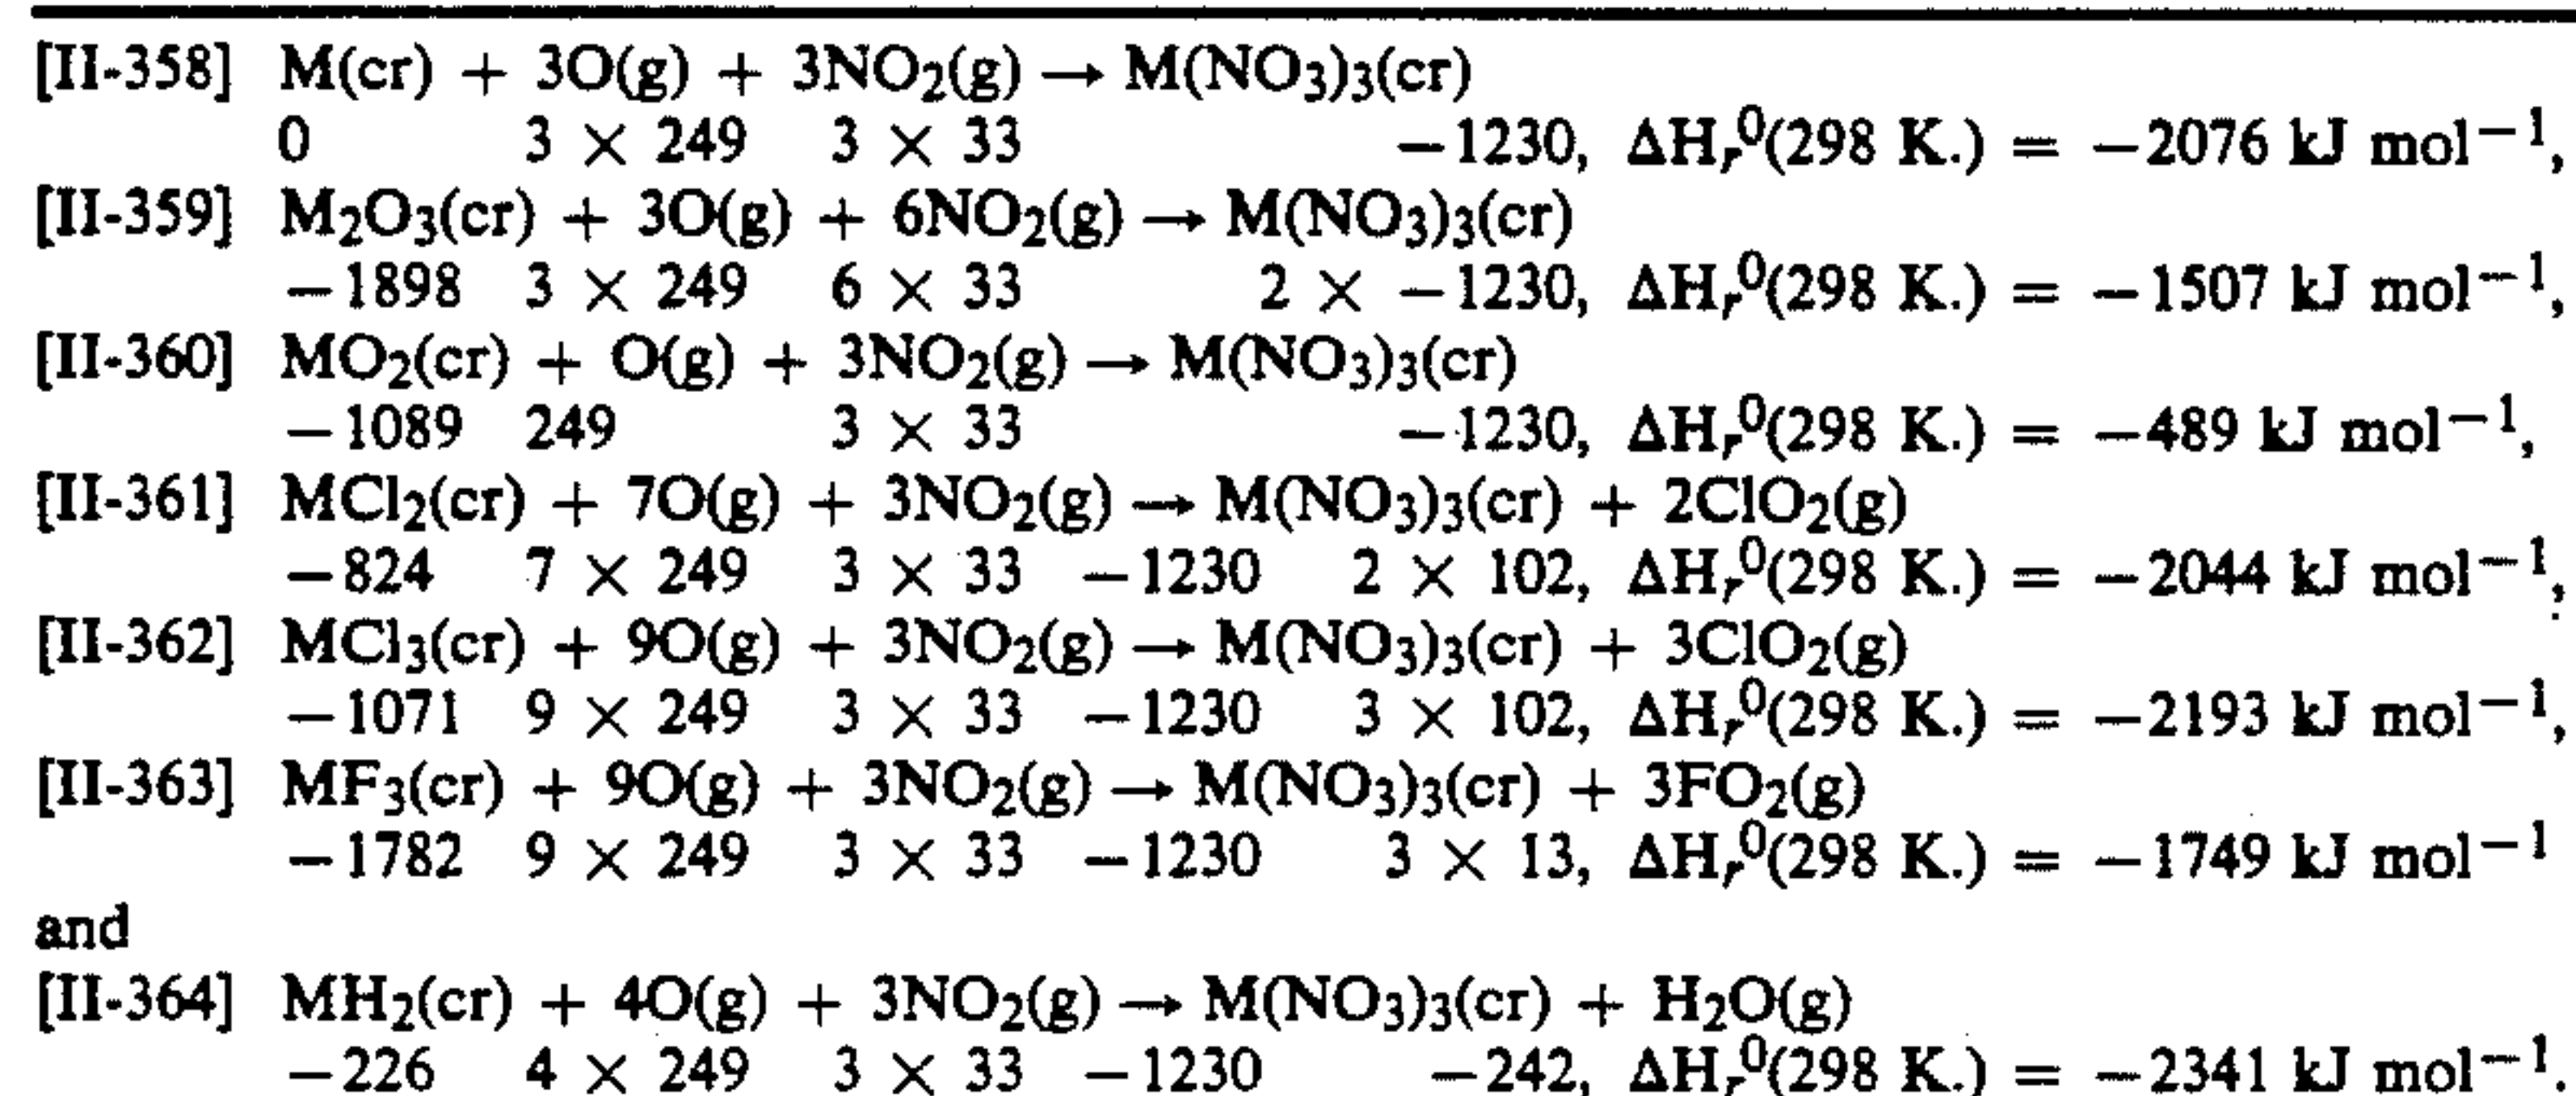 [II-358] M(cr) + 3O(g) + 3NO₂(g) → M(NO₃)₃(cr)
0 3 × 249 3 × 33 −1230, ΔHᵣ⁰(298 K.) = −2076 kJ mol⁻¹,
[II-359] M₂O₃(cr) + 3O(g) + 6NO₂(g) → M(NO₃)₃(cr)
−1898 3 × 249 6 × 33 2 × −1230, ΔHᵣ⁰(298 K.) = −1507 kJ mol⁻¹,
[II-360] MO₂(cr) + O(g) + 3NO₂(g) → M(NO₃)₃(cr)
−1089 249 3 × 33 −1230, ΔHᵣ⁰(298 K.) = −489 kJ mol⁻¹,
[II-361] MCl₂(cr) + 7O(g) + 3NO₂(g) → M(NO₃)₃(cr) + 2ClO₂(g)
−824 7 × 249 3 × 33 −1230 2 × 102, ΔHᵣ⁰(298 K.) = −2044 kJ mol⁻¹,
[II-362] MCl₃(cr) + 9O(g) + 3NO₂(g) → M(NO₃)₃(cr) + 3ClO₂(g)
−1071 9 × 249 3 × 33 −1230 3 × 102, ΔHᵣ⁰(298 K.) = −2193 kJ mol⁻¹,
[II-363] MF₃(cr) + 9O(g) + 3NO₂(g) → M(NO₃)₃(cr) + 3FO₂(g)
−1782 9 × 249 3 × 33 −1230 3 × 13, ΔHᵣ⁰(298 K.) = −1749 kJ mol⁻¹
and
[II-364] MH₂(cr) + 4O(g) + 3NO₂(g) → M(NO₃)₃(cr) + H₂O(g)
−226 4 × 249 3 × 33 −1230 −242, ΔHᵣ⁰(298 K.) = −2341 kJ mol⁻¹.